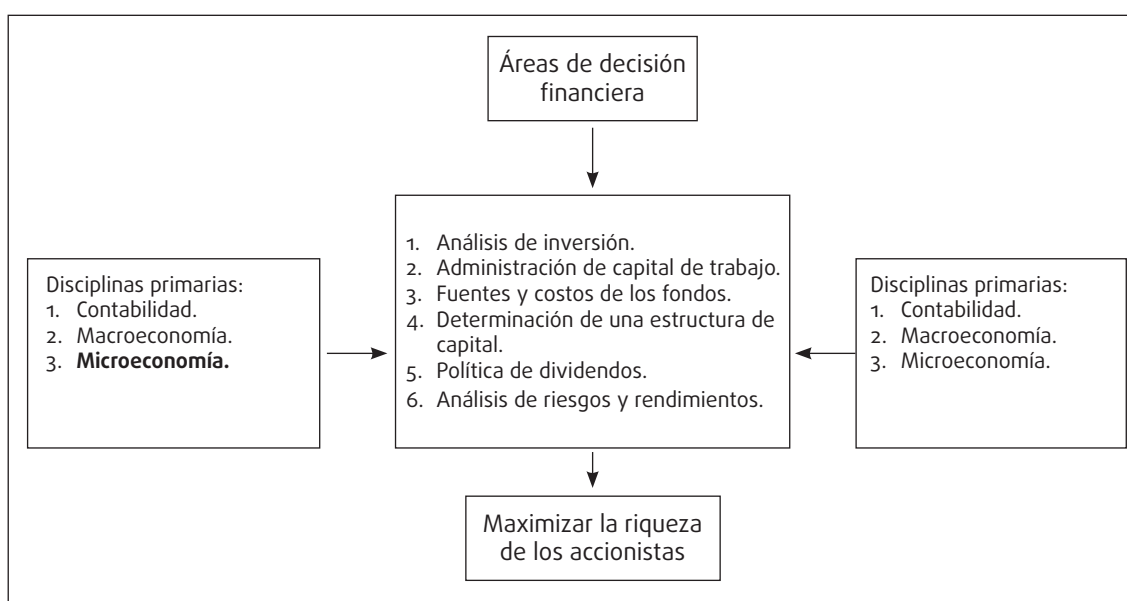 Áreas de decisión
financiera
Disciplinas primarias:
1. Contabilidad.
2. Macroeconomía.
3. Microeconomía.
1. Análisis de inversión.
2. Administración de capital de trabajo.
3. Fuentes y costos de los fondos.
4. Determinación de una estructura de
capital.
5. Política de dividendos.
6. Análisis de riesgos y rendimientos.
Disciplinas primarias:
1. Contabilidad.
2. Macroeconomía.
3. Microeconomía.
Maximizar la riqueza
de los accionistas